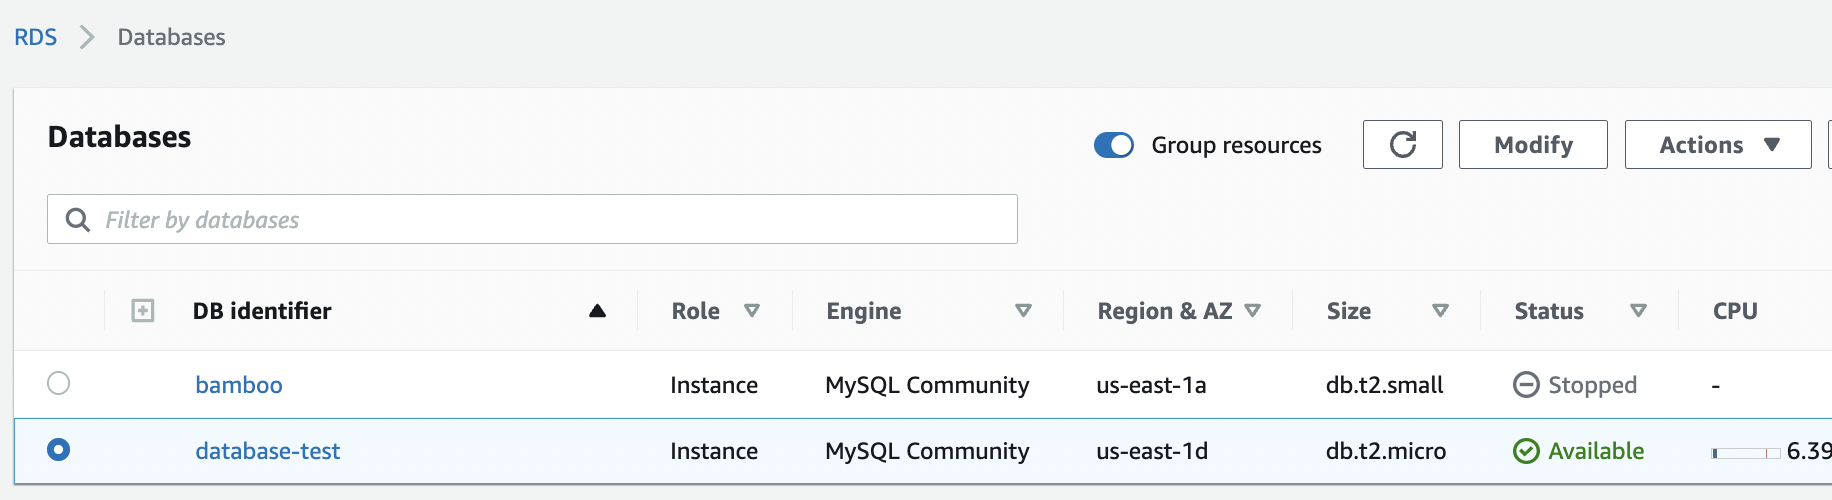 RDS > Databases
Databases
Group resources
Modify
Actions
Filter by databases
DB identifier Role Engine Region & AZ Size Status CPU
bamboo Instance MySQL Community us-east-1a db.t2.small Stopped -
database-test Instance MySQL Community us-east-1d db.t2.micro Available 6.39